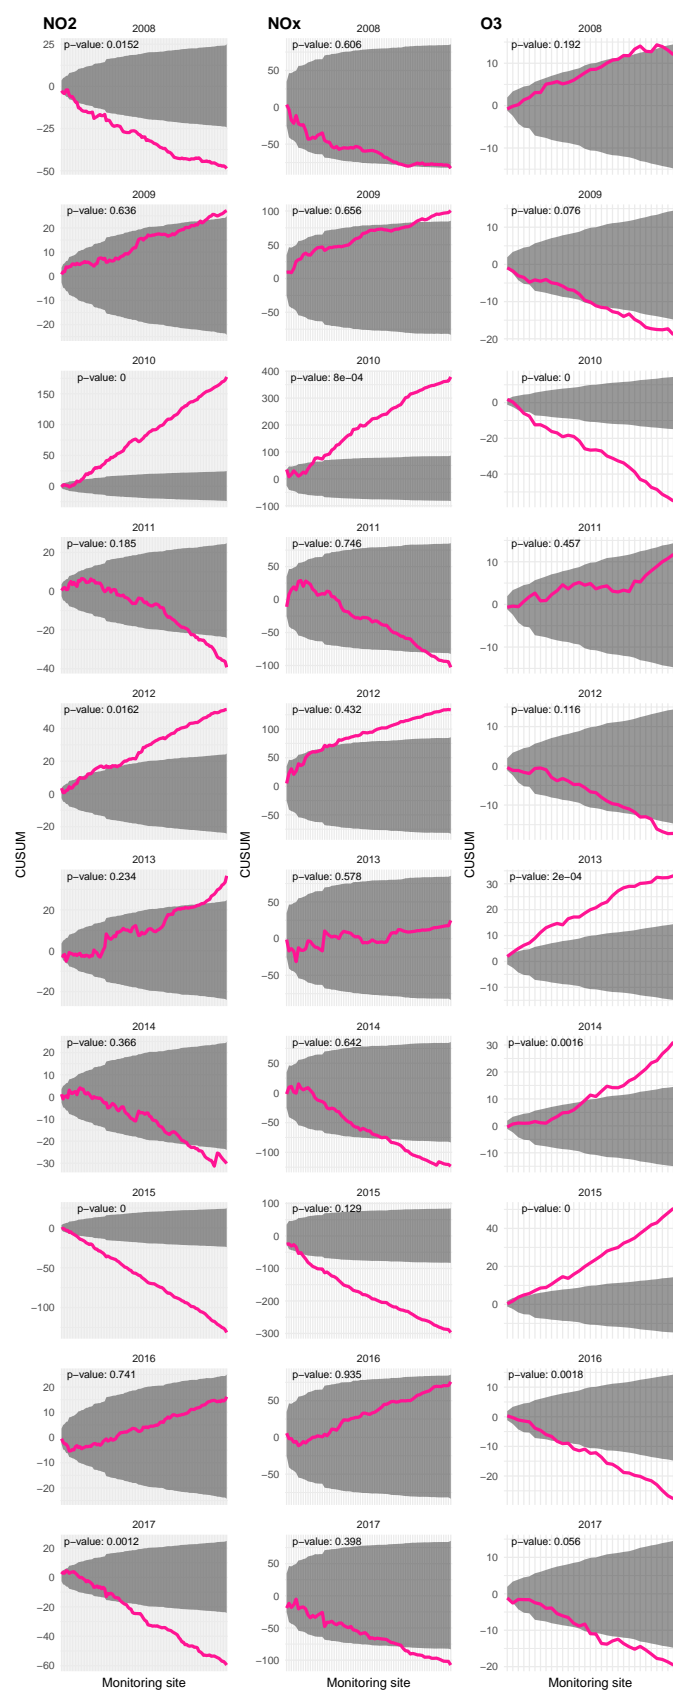 NO2 NOx O3
2008 2008 2008
p−value: 0.0152 p−value: 0.606 p−value: 0.192
25 0 −25 −50
50 0 −50
10 0 −10
2009 2009 2009
p−value: 0.636 p−value: 0.656 p−value: 0.076
20 10 0 −10 −20
100 50 0 −50
10 0 −10 −20
2010 2010 2010
p−value: 0 p−value: 8e−04 p−value: 0
150 100 50 0
400 300 200 100 0 −100
0 −20 −40
2011 2011 2011
p−value: 0.185 p−value: 0.746 p−value: 0.457
20 0 −20 −40
50 0 −50 −100
10 0 −10
2012 2012 2012
p−value: 0.0162 p−value: 0.432 p−value: 0.116
40 20 0 −20
100 50 0 −50
10 0 −10
CUSUM CUSUM CUSUM
2013 2013 2013
p−value: 0.234 p−value: 0.578 p−value: 2e−04
20 0 −20
50 0 −50
30 20 10 0 −10
2014 2014 2014
p−value: 0.366 p−value: 0.642 p−value: 0.0016
20 10 0 −10 −20 −30
50 0 −50 −100
30 20 10 0 −10
2015 2015 2015
p−value: 0 p−value: 0.129 p−value: 0
0 −50 −100
100 0 −100 −200 −300
40 20 0
2016 2016 2016
p−value: 0.741 p−value: 0.935 p−value: 0.0018
20 10 0 −10 −20
50 0 −50
10 0 −10 −20
2017 2017 2017
p−value: 0.0012 p−value: 0.398 p−value: 0.056
20 0 −20 −40 −60
50 0 −50 −100
10 0 −10 −20
Monitoring site Monitoring site Monitoring site